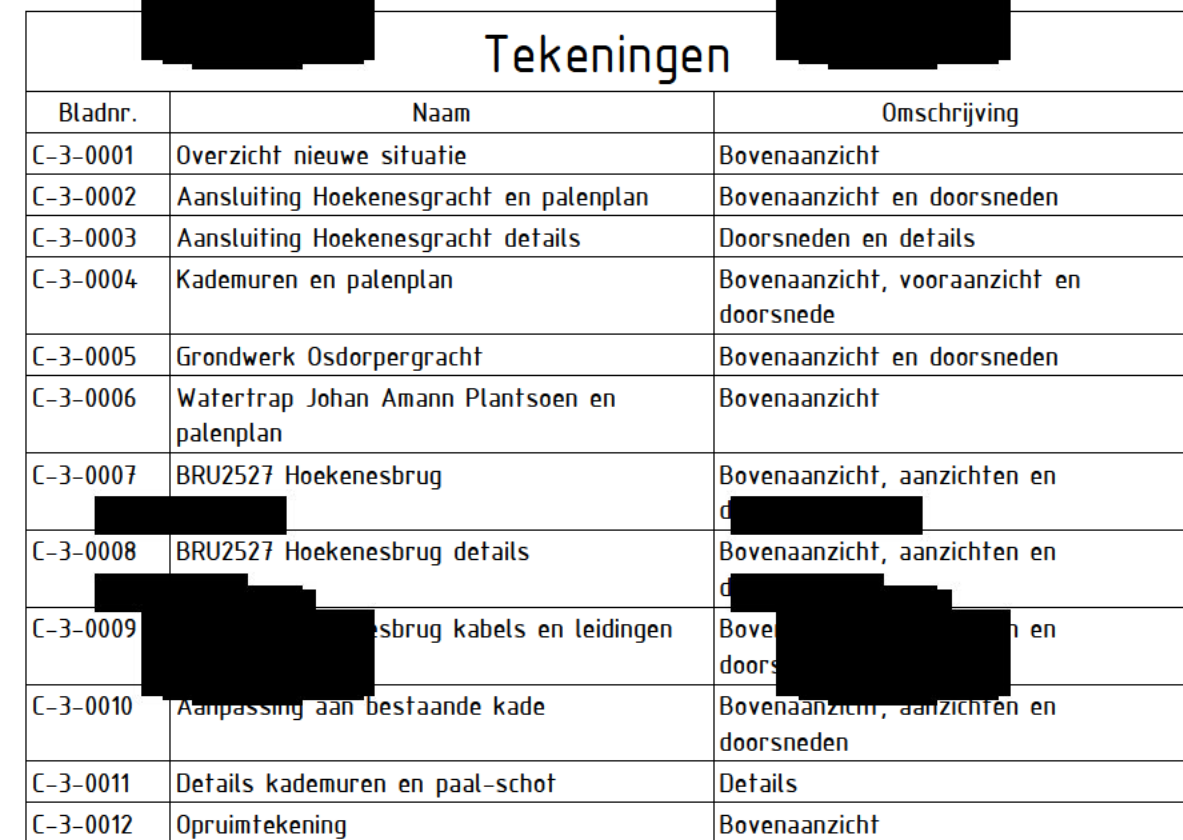 Tekeningen
Bladnr. Naam Omschrijving
C-3-0001 Overzicht nieuwe situatie Bovenaanzicht
C-3-0002 Aansluiting Hoekenesgracht en palenplan Bovenaanzicht en doorsneden
C-3-0003 Aansluiting Hoekenesgracht details Doorsneden en details
C-3-0004 Kademuren en palenplan Bovenaanzicht, vooraanzicht en
doorsnede
C-3-0005 Grondwerk Osdorpergracht Bovenaanzicht en doorsneden
C-3-0006 Watertrap Johan Amann Plantsoen en Bovenaanzicht
palenplan
C-3-0007 BRU2527 Hoekenesbrug Bovenaanzicht, aanzichten en
C-3-0008 BRU2527 Hoekenesbrug details Bovenaanzicht, aanzichten en
C-3-0009 kabels en leidingen en
C-3-0010 Aanpassing aan bestaande kade Bovenaanzicht, aanzichten en
doorsneden
C-3-0011 Details kademuren en paal-schot Details
C-3-0012 Opruimtekening Bovenaanzicht